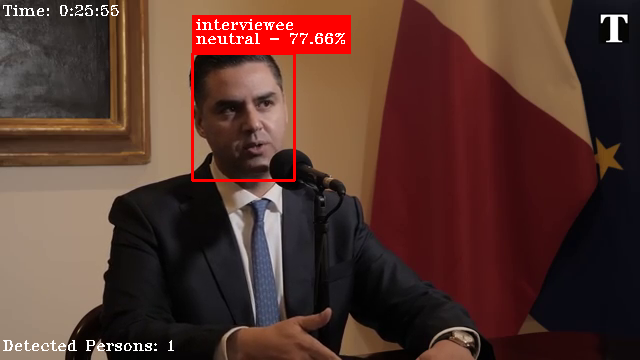 Time: 0:25:55
interviewee
neutral - 77.66%
T
Detected Persons: 1